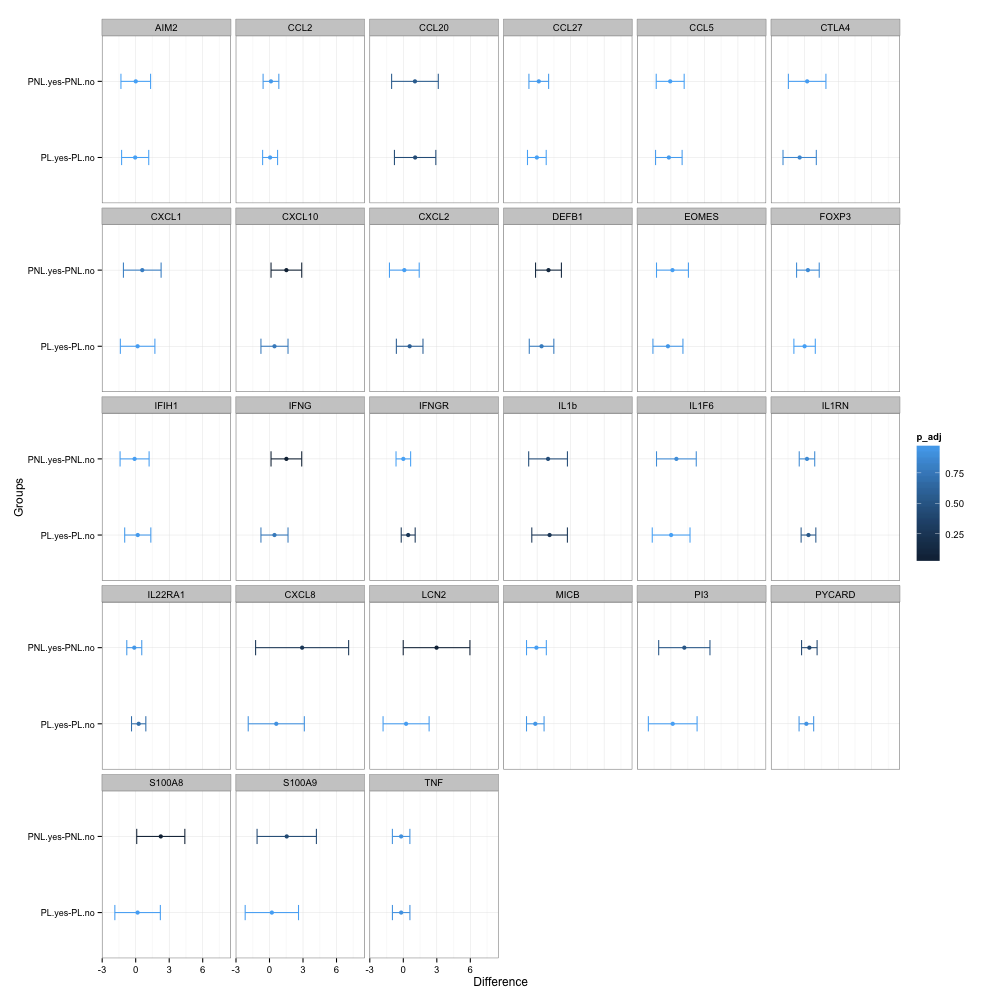 AIM2 CCL2 CCL20 CCL27 CCL5 CTLA4
PNL.yes-PNL.no
PL.yes-PL.no
CXCL1 CXCL10 CXCL2 DEFB1 EOMES FOXP3
PNL.yes-PNL.no
PL.yes-PL.no
IFIH1 IFNG IFNGR IL1b IL1F6 IL1RN
PNL.yes-PNL.no
PL.yes-PL.no
IL22RA1 CXCL8 LCN2 MICB PI3 PYCARD
PNL.yes-PNL.no
PL.yes-PL.no
S100A8 S100A9 TNF
PNL.yes-PNL.no
PL.yes-PL.no
-3 0 3 6 -3 0 3 6 -3 0 3 6
Difference
Groups
p_adj
0.75
0.50
0.25